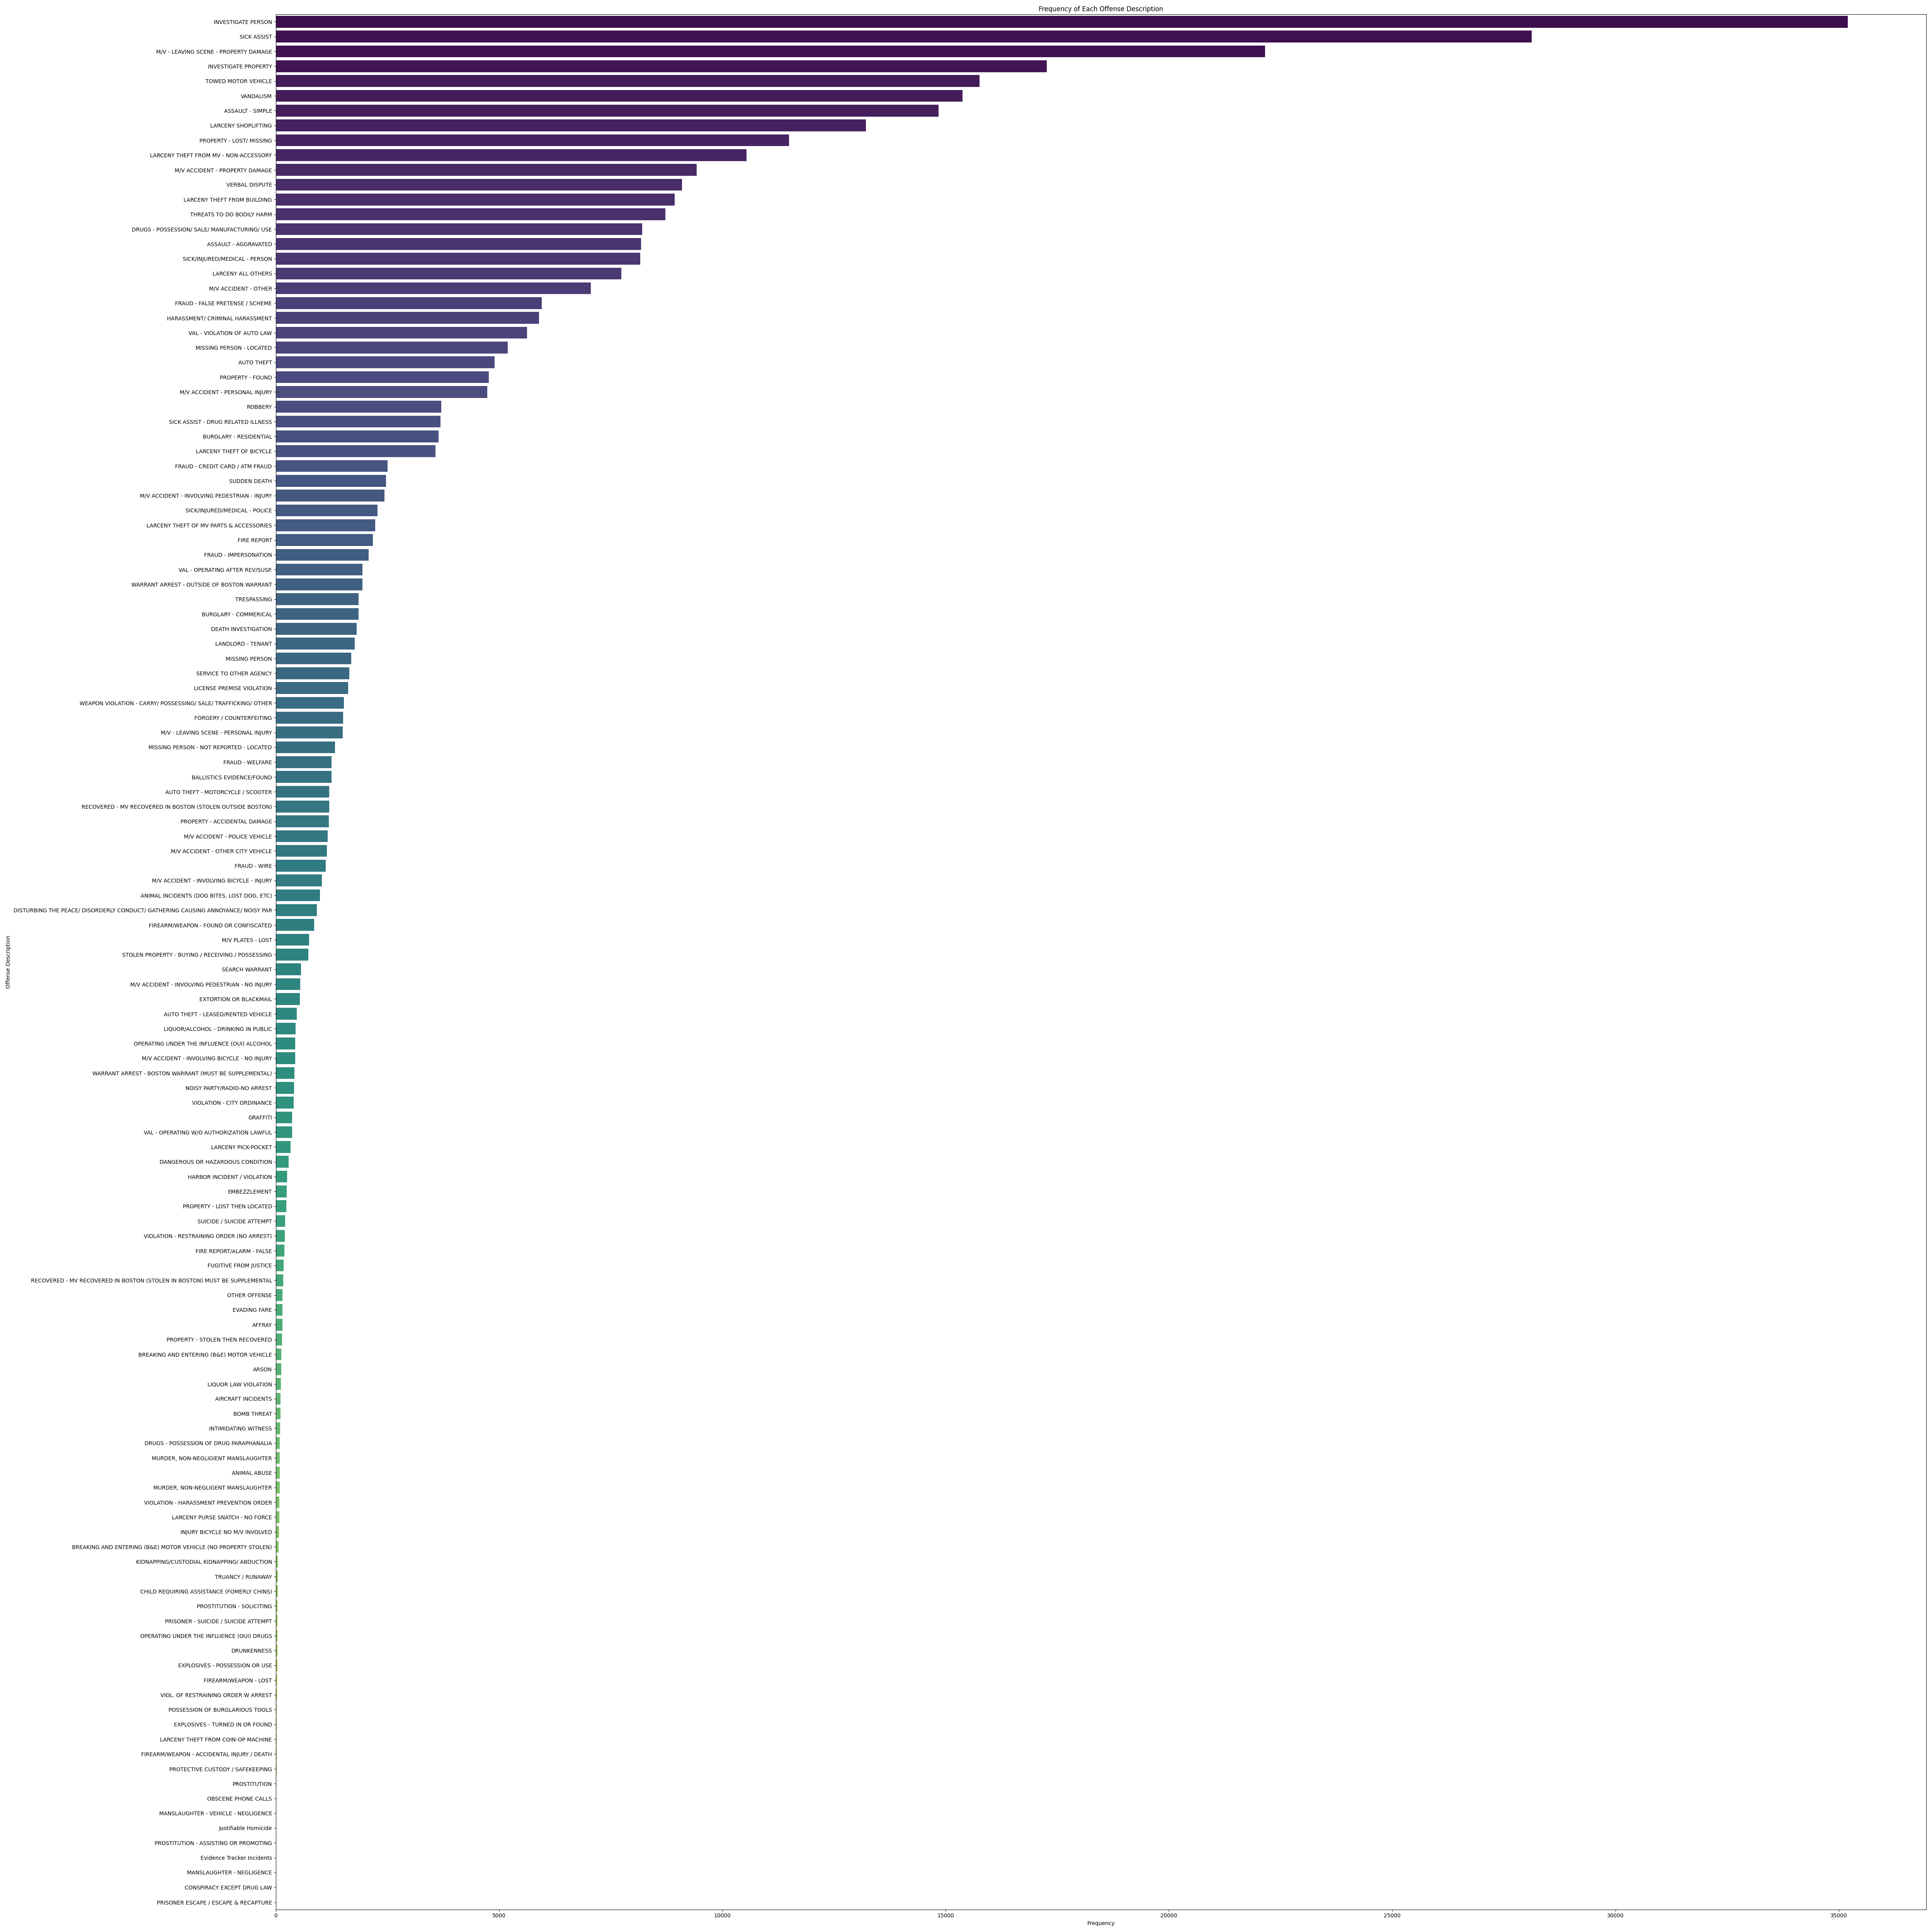 Frequency of Each Offense Description
INVESTIGATE PERSON
SICK ASSIST
M/V - LEAVING SCENE - PROPERTY DAMAGE
INVESTIGATE PROPERTY
TOWED MOTOR VEHICLE
VANDALISM
ASSAULT - SIMPLE
LARCENY SHOPLIFTING
PROPERTY - LOST/ MISSING
LARCENY THEFT FROM MV - NON-ACCESSORY
M/V ACCIDENT - PROPERTY DAMAGE
VERBAL DISPUTE
LARCENY THEFT FROM BUILDING
THREATS TO DO BODILY HARM
DRUGS - POSSESSION/ SALE/ MANUFACTURING/ USE
ASSAULT - AGGRAVATED
SICK/INJURED/MEDICAL - PERSON
LARCENY ALL OTHERS
M/V ACCIDENT - OTHER
FRAUD - FALSE PRETENSE / SCHEME
HARASSMENT/ CRIMINAL HARASSMENT
VAL - VIOLATION OF AUTO LAW
MISSING PERSON - LOCATED
AUTO THEFT
PROPERTY - FOUND
M/V ACCIDENT - PERSONAL INJURY
ROBBERY
SICK ASSIST - DRUG RELATED ILLNESS
BURGLARY - RESIDENTIAL
LARCENY THEFT OF BICYCLE
FRAUD - CREDIT CARD / ATM FRAUD
SUDDEN DEATH
M/V ACCIDENT - INVOLVING PEDESTRIAN - INJURY
SICK/INJURED/MEDICAL - POLICE
LARCENY THEFT OF MV PARTS & ACCESSORIES
FIRE REPORT
FRAUD - IMPERSONATION
VAL - OPERATING AFTER REV/SUSP.
WARRANT ARREST - OUTSIDE OF BOSTON WARRANT
TRESPASSING
BURGLARY - COMMERICAL
DEATH INVESTIGATION
LANDLORD - TENANT
MISSING PERSON
SERVICE TO OTHER AGENCY
LICENSE PREMISE VIOLATION
WEAPON VIOLATION - CARRY/ POSSESSING/ SALE/ TRAFFICKING/ OTHER
FORGERY / COUNTERFEITING
M/V - LEAVING SCENE - PERSONAL INJURY
MISSING PERSON - NOT REPORTED - LOCATED
FRAUD - WELFARE
BALLISTICS EVIDENCE/FOUND
AUTO THEFT - MOTORCYCLE / SCOOTER
RECOVERED - MV RECOVERED IN BOSTON (STOLEN OUTSIDE BOSTON)
PROPERTY - ACCIDENTAL DAMAGE
M/V ACCIDENT - POLICE VEHICLE
M/V ACCIDENT - OTHER CITY VEHICLE
FRAUD - WIRE
M/V ACCIDENT - INVOLVING BICYCLE - INJURY
ANIMAL INCIDENTS (DOG BITES, LOST DOG, ETC)
DISTURBING THE PEACE/ DISORDERLY CONDUCT/ GATHERING CAUSING ANNOYANCE/ NOISY PAR
FIREARM/WEAPON - FOUND OR CONFISCATED
M/V PLATES - LOST
STOLEN PROPERTY - BUYING / RECEIVING / POSSESSING
SEARCH WARRANT
M/V ACCIDENT - INVOLVING PEDESTRIAN - NO INJURY
EXTORTION OR BLACKMAIL
AUTO THEFT - LEASED/RENTED VEHICLE
LIQUOR/ALCOHOL - DRINKING IN PUBLIC
OPERATING UNDER THE INFLUENCE (OUI) ALCOHOL
M/V ACCIDENT - INVOLVING BICYCLE - NO INJURY
WARRANT ARREST - BOSTON WARRANT (MUST BE SUPPLEMENTAL)
NOISY PARTY/RADIO-NO ARREST
VIOLATION - CITY ORDINANCE
GRAFFITI
VAL - OPERATING W/O AUTHORIZATION LAWFUL
LARCENY PICK-POCKET
DANGEROUS OR HAZARDOUS CONDITION
HARBOR INCIDENT / VIOLATION
EMBEZZLEMENT
PROPERTY - LOST THEN LOCATED
SUICIDE / SUICIDE ATTEMPT
VIOLATION - RESTRAINING ORDER (NO ARREST)
FIRE REPORT/ALARM - FALSE
FUGITIVE FROM JUSTICE
RECOVERED - MV RECOVERED IN BOSTON (STOLEN IN BOSTON) MUST BE SUPPLEMENTAL
OTHER OFFENSE
EVADING FARE
AFFRAY
PROPERTY - STOLEN THEN RECOVERED
BREAKING AND ENTERING (B&E) MOTOR VEHICLE
ARSON
LIQUOR LAW VIOLATION
AIRCRAFT INCIDENTS
BOMB THREAT
INTIMIDATING WITNESS
DRUGS - POSSESSION OF DRUG PARAPHANALIA
MURDER, NON-NEGLIGIENT MANSLAUGHTER
ANIMAL ABUSE
MURDER, NON-NEGLIGENT MANSLAUGHTER
VIOLATION - HARASSMENT PREVENTION ORDER
LARCENY PURSE SNATCH - NO FORCE
INJURY BICYCLE NO M/V INVOLVED
BREAKING AND ENTERING (B&E) MOTOR VEHICLE (NO PROPERTY STOLEN)
KIDNAPPING/CUSTODIAL KIDNAPPING/ ABDUCTION
TRUANCY / RUNAWAY
CHILD REQUIRING ASSISTANCE (FOMERLY CHINS)
PROSTITUTION - SOLICITING
PRISONER - SUICIDE / SUICIDE ATTEMPT
OPERATING UNDER THE INFLUENCE (OUI) DRUGS
DRUNKENNESS
EXPLOSIVES - POSSESSION OR USE
FIREARM/WEAPON - LOST
VIOL. OF RESTRAINING ORDER W ARREST
POSSESSION OF BURGLARIOUS TOOLS
EXPLOSIVES - TURNED IN OR FOUND
LARCENY THEFT FROM COIN-OP MACHINE
FIREARM/WEAPON - ACCIDENTAL INJURY / DEATH
PROTECTIVE CUSTODY / SAFEKEEPING
PROSTITUTION
OBSCENE PHONE CALLS
MANSLAUGHTER - VEHICLE - NEGLIGENCE
Justifiable Homicide
PROSTITUTION - ASSISTING OR PROMOTING
Evidence Tracker Incidents
MANSLAUGHTER - NEGLIGENCE
CONSPIRACY EXCEPT DRUG LAW
PRISONER ESCAPE / ESCAPE & RECAPTURE
Offense Description
0 5000 10000 15000 20000 25000 30000 35000
Frequency